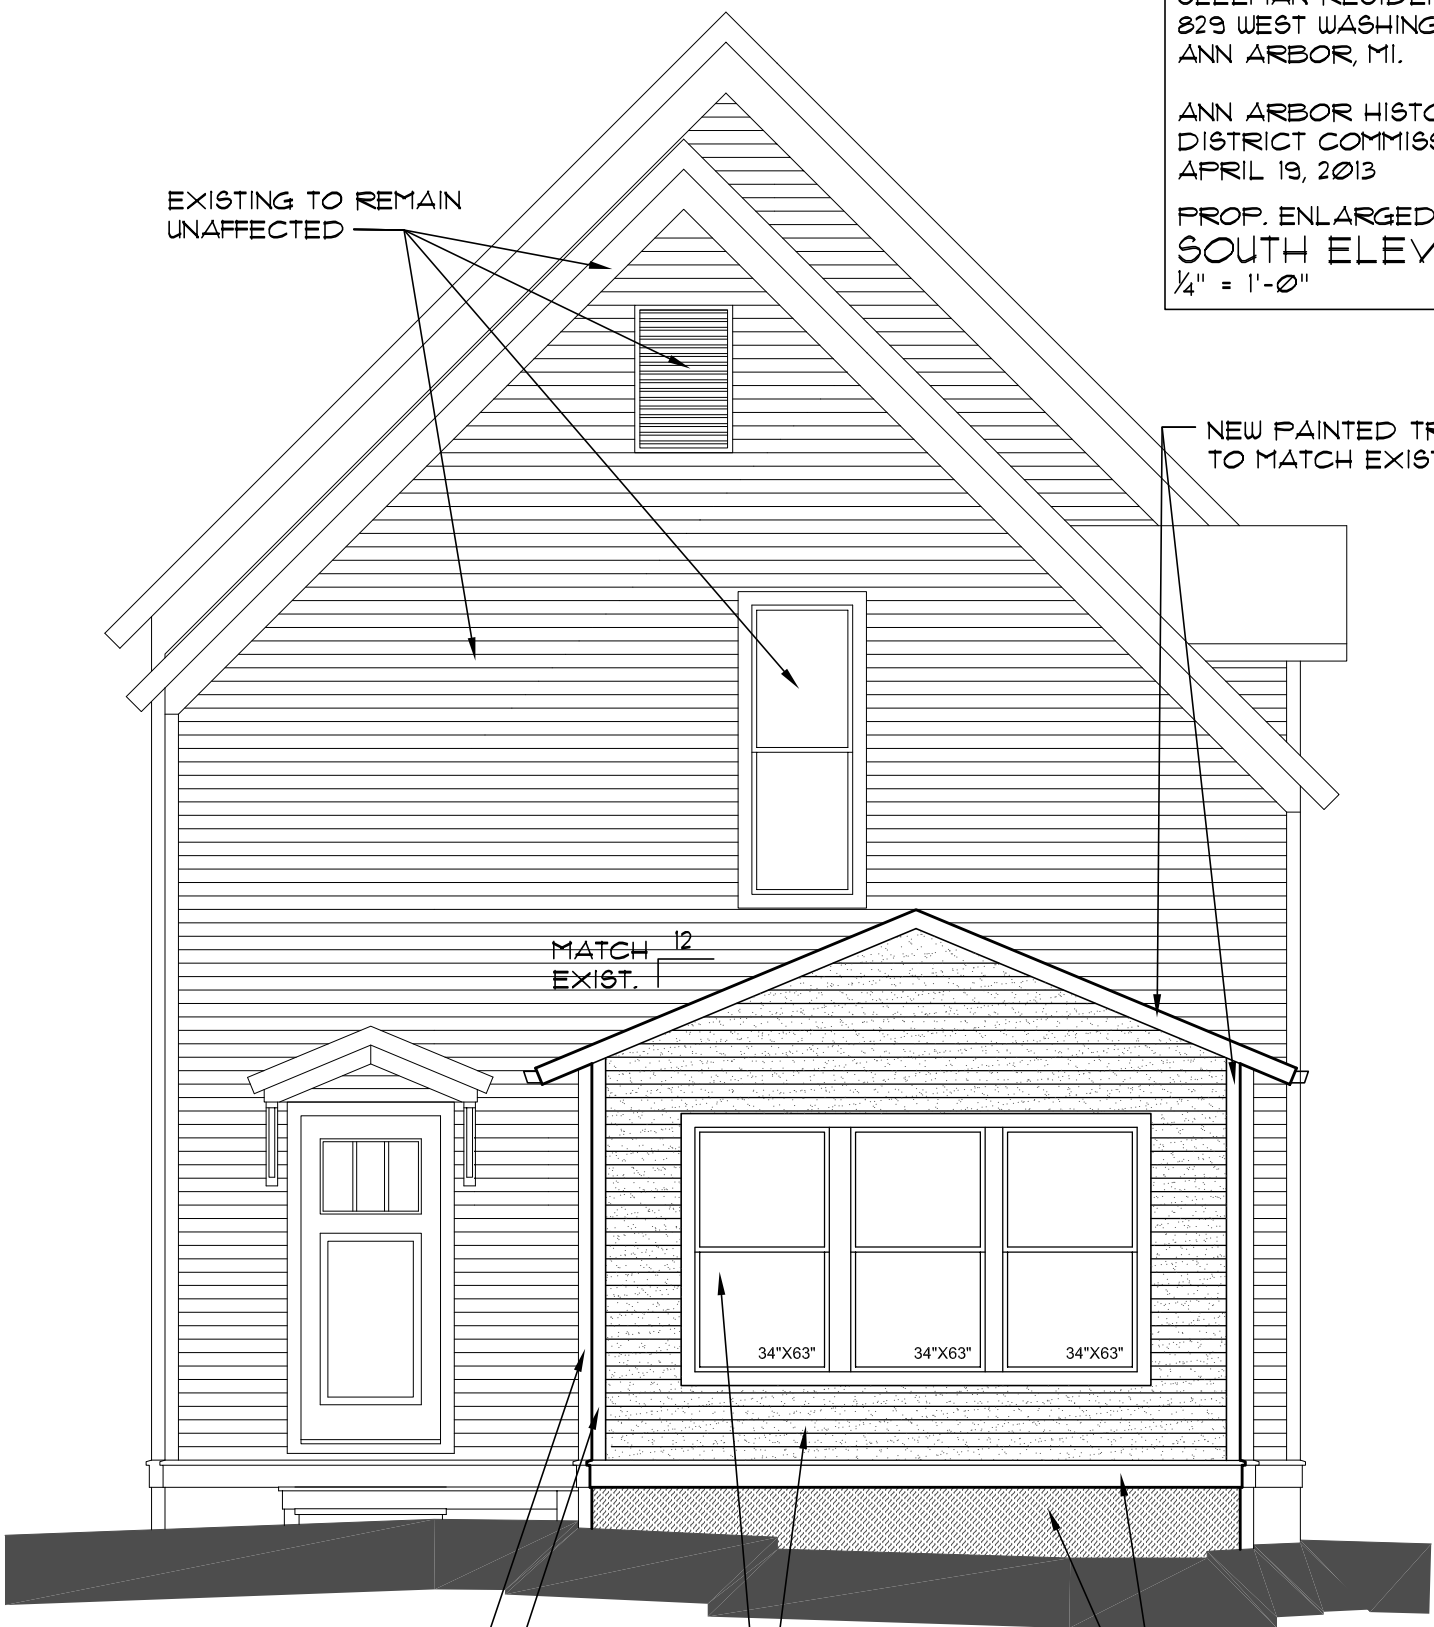 829 WEST WASHING
ANN ARBOR, MI.
ANN ARBOR HISTO
DISTRICT COMMISS
APRIL 19, 2013
PROP. ENLARGED
SOUTH ELEV
1/4" = 1'-0"
EXISTING TO REMAIN
UNAFFECTED
NEW PAINTED TR
TO MATCH EXIST
MATCH 12
EXIST.
34"X63" 34"X63" 34"X63"